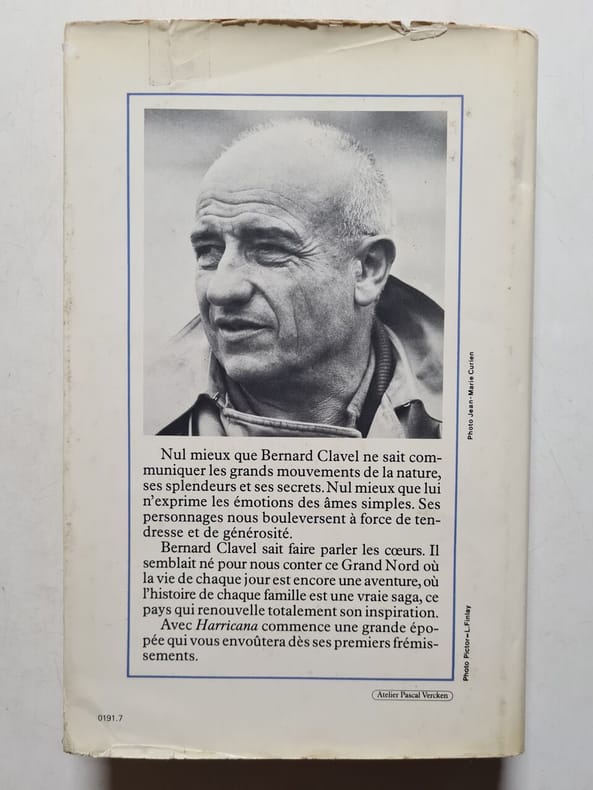 Photo Jean-Marie Curien
Nul mieux que Bernard Clavel ne sait com-
muniquer les grands mouvements de la nature,
ses splendeurs et ses secrets. Nul mieux que lui
n'exprime les émotions des âmes simples. Ses
personnages nous bouleversent à force de ten-
dresse et de générosité.
Bernard Clavel sait faire parler les cœurs. Il
semblait né pour nous conter ce Grand Nord où
la vie de chaque jour est encore une aventure, où
l'histoire de chaque famille est une vraie saga, ce
pays qui renouvelle totalement son inspiration.
Avec Harricana commence une grande épo-
pée qui vous envoûtera dès ses premiers frémis-
sements.
Photo Pictor-L.Finlay
Atelier Pascal Vercken
0191.7